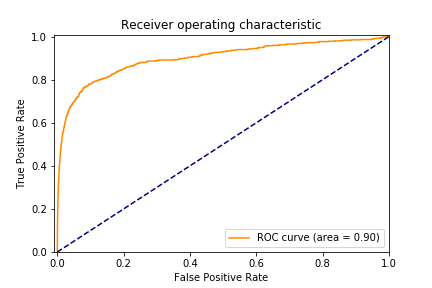 Receiver operating characteristic
True Positive Rate
1.0
0.8
0.6
0.4
0.2
0.0
ROC curve (area = 0.90)
0.0 0.2 0.4 0.6 0.8 1.0
False Positive Rate